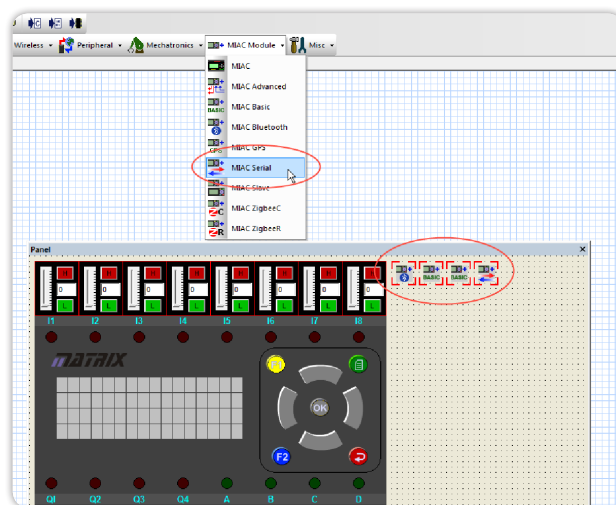 Wireless Peripheral Mechatronics MIAC Module Misc
MIAC
MIAC Advanced
MIAC Basic
MIAC Bluetooth
MIAC GPS
MIAC Serial
MIAC Slave
MIAC ZigbeeC
MIAC ZigbeeR
Panel
H H H H H H H H
0 0 0 0 0 0 0 0
L L L L L L L L
BASIC BASIC
I1 I2 I3 I4 I5 I6 I7 I8
MATRIX
F1
OK
F2
Q1 Q2 Q3 Q4 A B C D